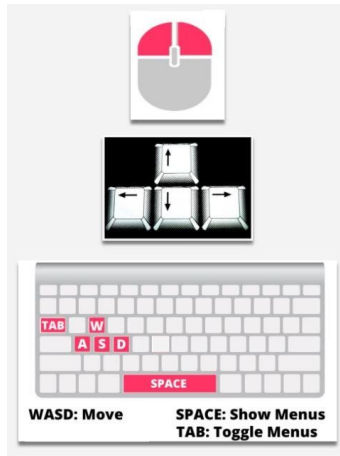 ↑
← ↓ →
TAB W
A S D
SPACE
WASD: Move SPACE: Show Menus
TAB: Toggle Menus